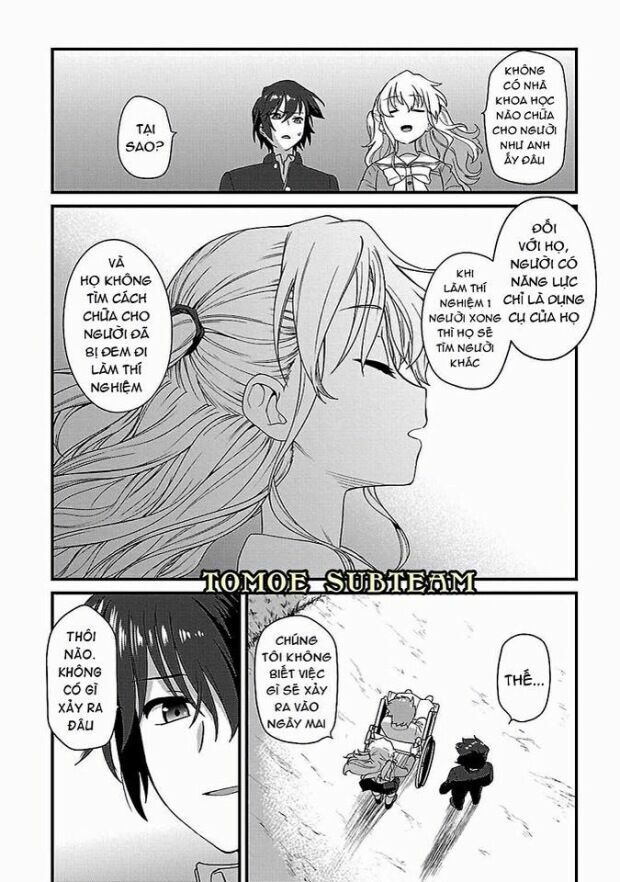 KHÔNG
CÓ NHÀ
KHOA HỌC
NÀO CHỮA
CHO NGƯỜI
NHƯ ANH
ẤY ĐÂU
TẠI
SAO?
ĐỐI
VỚI HỌ,
NGƯỜI CÓ
NĂNG LỰC
CHỈ LÀ DỤNG
CỤ CỦA HỌ
KHI
LÀM THÍ
NGHIỆM 1
NGƯỜI XONG
THÌ HỌ SẼ
TÌM NGƯỜI
KHÁC
VÀ
HỌ KHÔNG
TÌM CÁCH
CHỮA CHO
NGƯỜI ĐÃ
BỊ ĐEM ĐI
LÀM THÍ
NGHIỆM
TOMOE SUBTEAM
THẾ...
CHÚNG
TÔI KHÔNG
BIẾT VIỆC
GÌ SẼ XẢY
RA VÀO
NGÀY MAI
THÔI
NÀO.
KHÔNG
CÓ GÌ
XẢY RA
ĐÂU